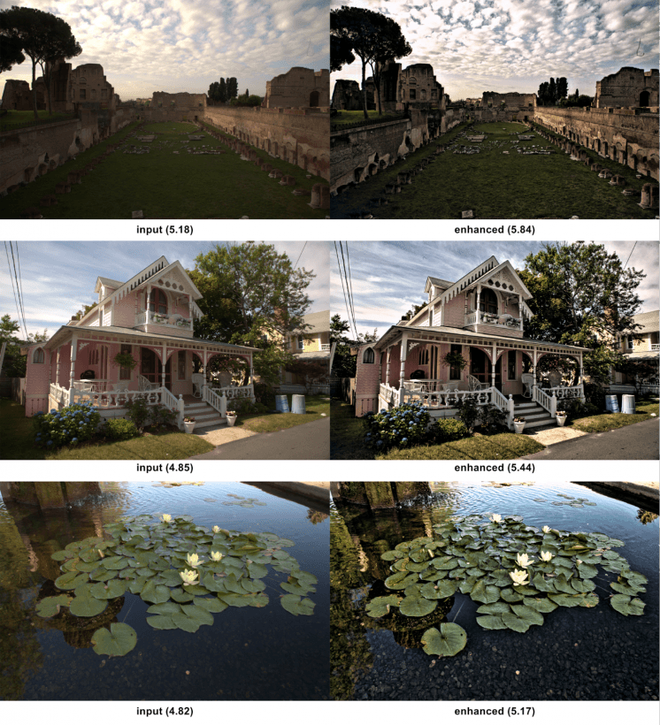 input (5.18)
enhanced (5.84)
input (4.85)
enhanced (5.44)
input (4.82)
enhanced (5.17)